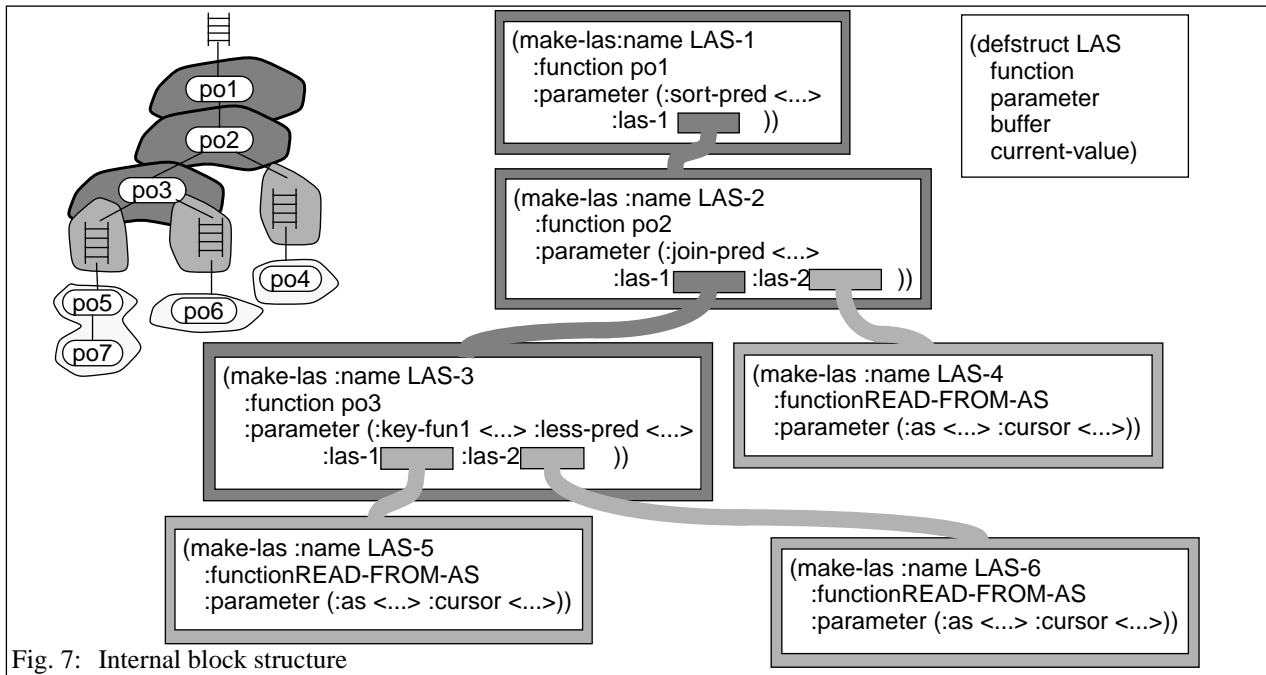 po1
po2
po3
po4
po5
po6
po7
(make-las:name LAS-1
:function po1
:parameter (:sort-pred <...>
:las-1 ))
(defstruct LAS
function
parameter
buffer
current-value)
(make-las :name LAS-2
:function po2
:parameter (:join-pred <...>
:las-1 :las-2 ))
(make-las :name LAS-3
:function po3
:parameter (:key-fun1 <...> :less-pred <...>
:las-1 :las-2 ))
(make-las :name LAS-4
:functionREAD-FROM-AS
:parameter (:as <...> :cursor <...>))
(make-las :name LAS-5
:functionREAD-FROM-AS
:parameter (:as <...> :cursor <...>))
(make-las :name LAS-6
:functionREAD-FROM-AS
:parameter (:as <...> :cursor <...>))
Fig. 7: Internal block structure